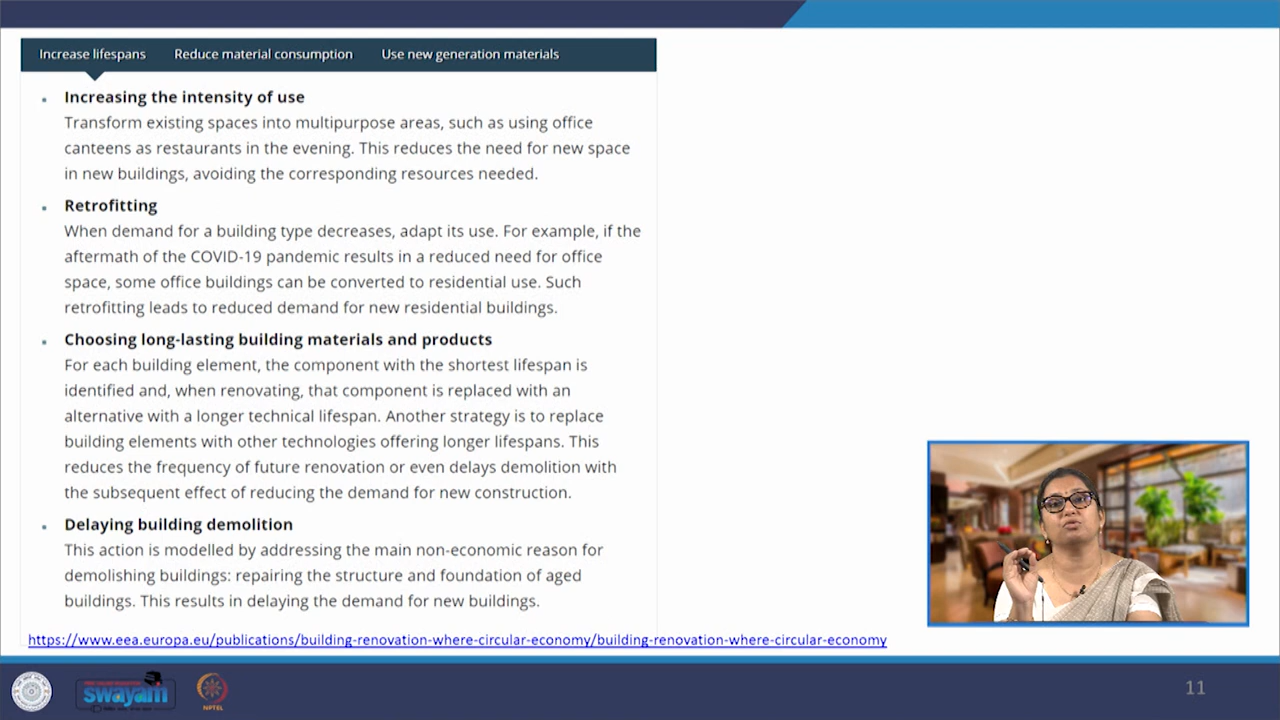 Increase lifespans Reduce material consumption Use new generation materials
Increasing the intensity of use
Transform existing spaces into multipurpose areas, such as using office
canteens as restaurants in the evening. This reduces the need for new space
in new buildings, avoiding the corresponding resources needed.
Retrofitting
When demand for a building type decreases, adapt its use. For example, if the
aftermath of the COVID-19 pandemic results in a reduced need for office
space, some office buildings can be converted to residential use. Such
retrofitting leads to reduced demand for new residential buildings.
Choosing long-lasting building materials and products
For each building element, the component with the shortest lifespan is
identified and, when renovating, that component is replaced with an
alternative with a longer technical lifespan. Another strategy is to replace
building elements with other technologies offering longer lifespans. This
reduces the frequency of future renovation or even delays demolition with
the subsequent effect of reducing the demand for new construction.
Delaying building demolition
This action is modelled by addressing the main non-economic reason for
demolishing buildings: repairing the structure and foundation of aged
buildings. This results in delaying the demand for new buildings.
https://www.eea.europa.eu/publications/building-renovation-where-circular-economy/building-renovation-where-circular-economy
swayam
NPTEL
11